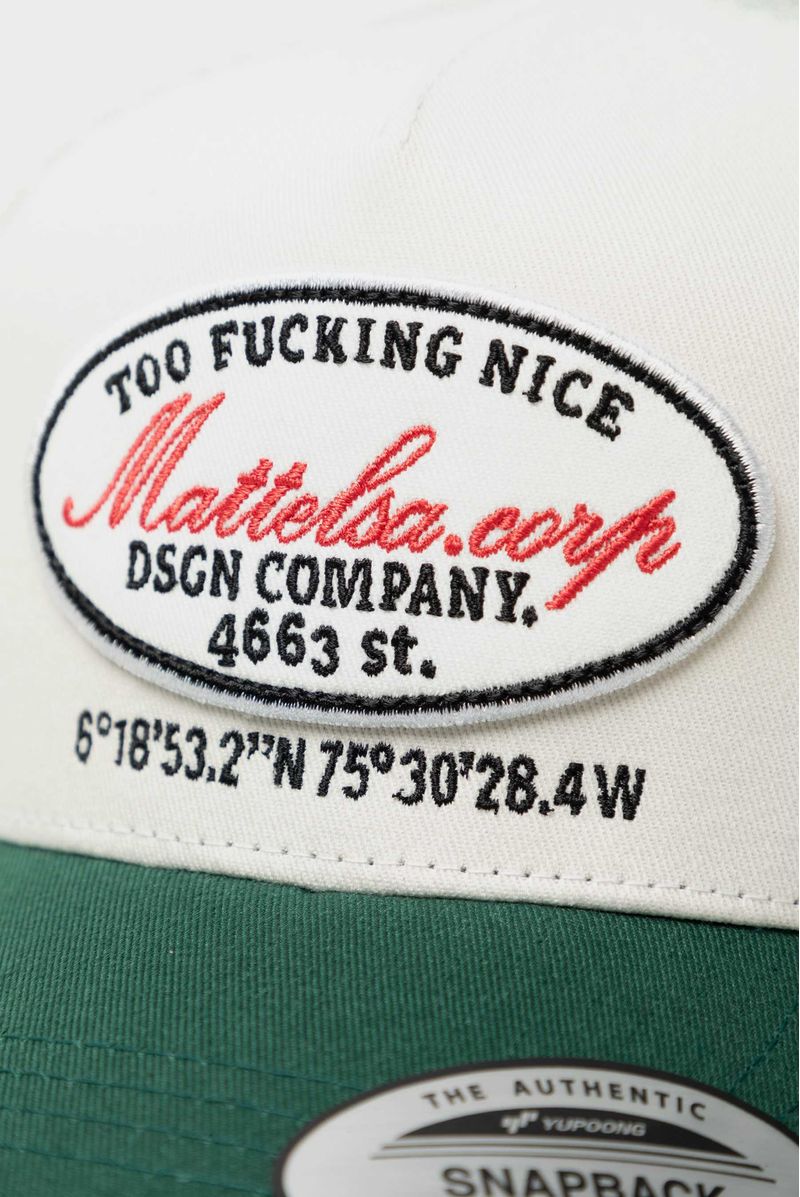 TOO FUCKING NICE
Mattelsa.corp
DSGN COMPANY.
4663 st.
6°18'53.2"N 75°30'28.4W
THE AUTHENTIC
YUPOONG
SNAPBACK